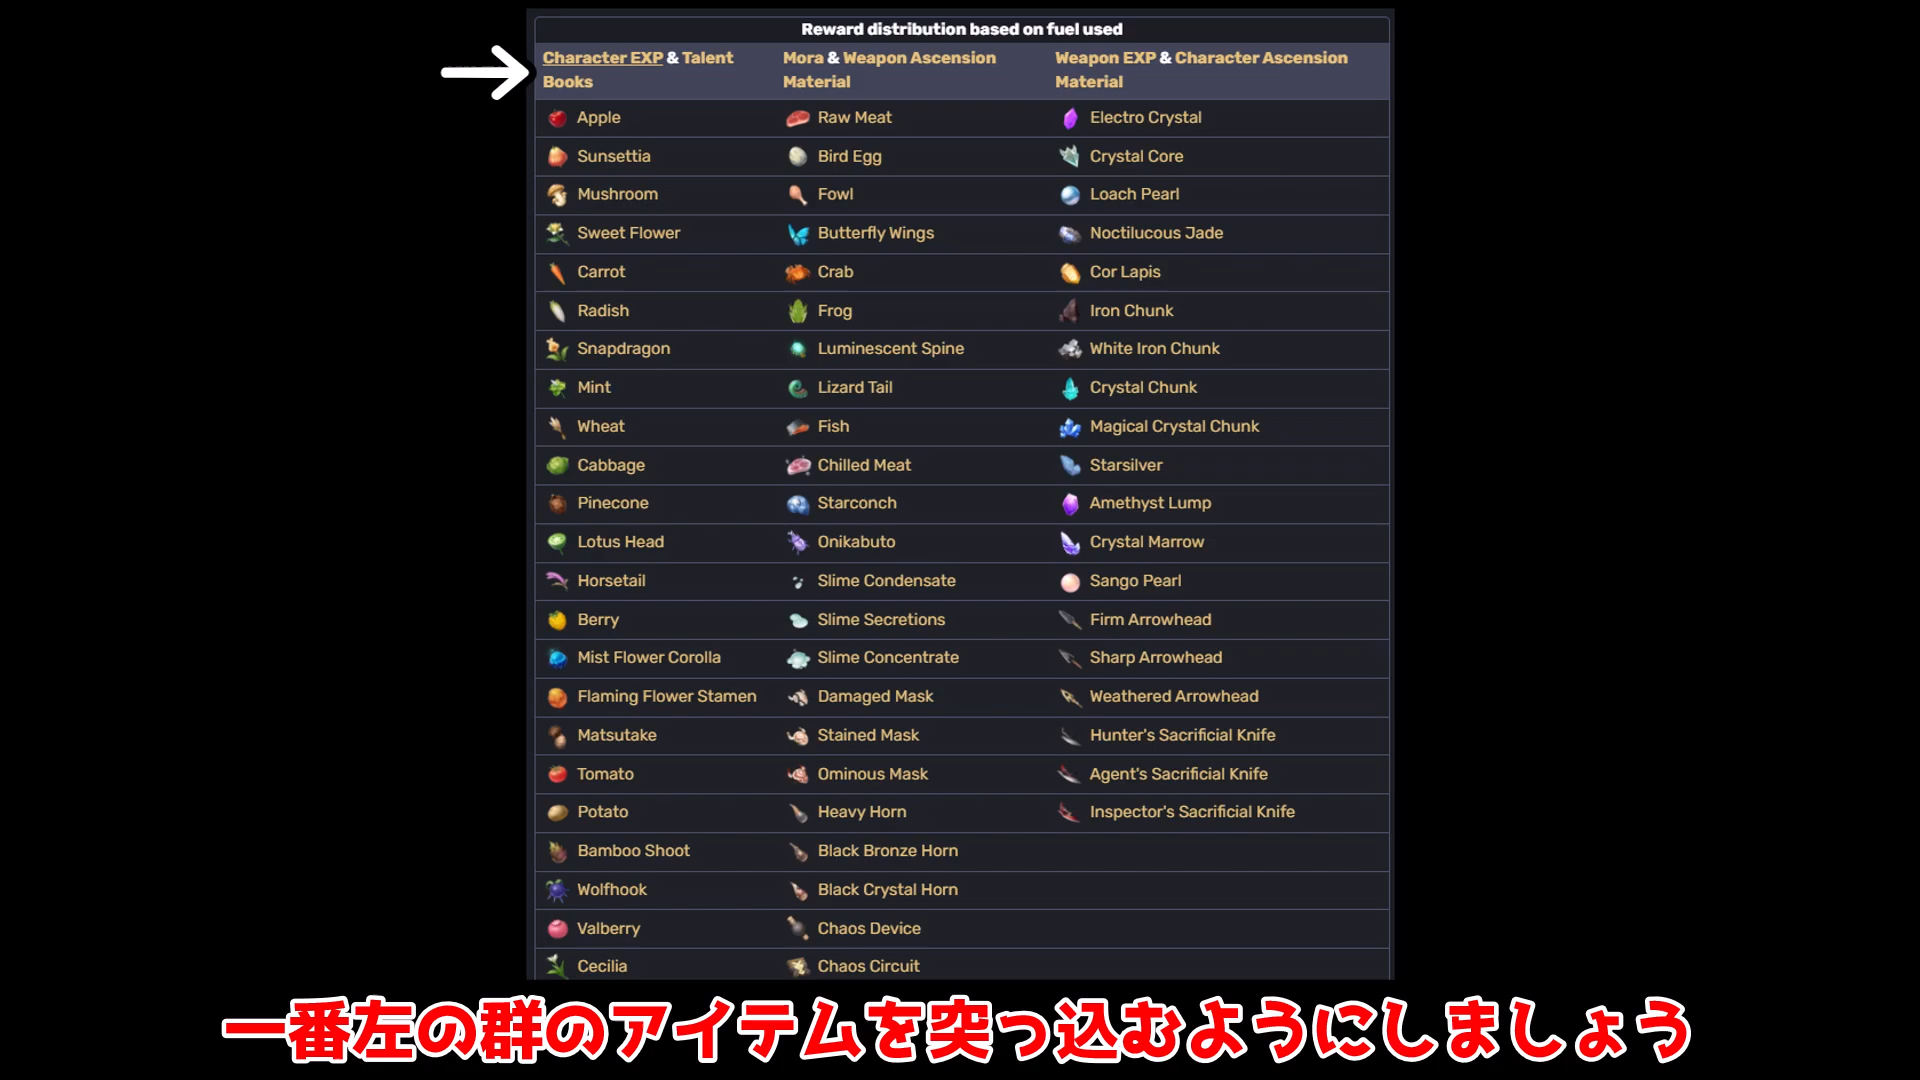 Reward distribution based on fuel used
Character EXP & Talent Books
Mora & Weapon Ascension Material
Weapon EXP & Character Ascension Material
Apple Raw Meat Electro Crystal
Sunsettia Bird Egg Crystal Core
Mushroom Fowl Loach Pearl
Sweet Flower Butterfly Wings Noctilucous Jade
Carrot Crab Cor Lapis
Radish Frog Iron Chunk
Snapdragon Luminescent Spine White Iron Chunk
Mint Lizard Tail Crystal Chunk
Wheat Fish Magical Crystal Chunk
Cabbage Chilled Meat Starsilver
Pinecone Starconch Amethyst Lump
Lotus Head Onikabuto Crystal Marrow
Horsetail Slime Condensate Sango Pearl
Berry Slime Secretions Firm Arrowhead
Mist Flower Corolla Slime Concentrate Sharp Arrowhead
Flaming Flower Stamen Damaged Mask Weathered Arrowhead
Matsutake Stained Mask Hunter's Sacrificial Knife
Tomato Ominous Mask Agent's Sacrificial Knife
Potato Heavy Horn Inspector's Sacrificial Knife
Bamboo Shoot Black Bronze Horn
Wolfhook Black Crystal Horn
Valberry Chaos Device
Cecilia Chaos Circuit
一番左の群のアイテムを突っ込むようにしましょう